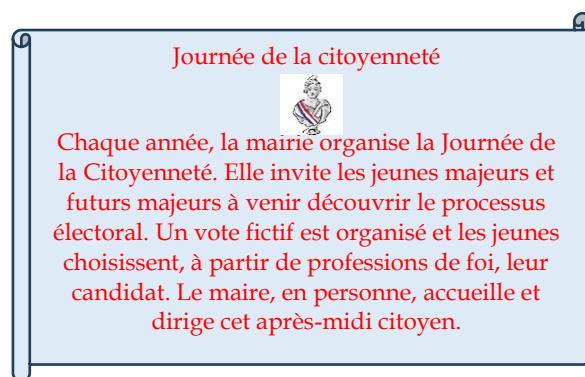 Journée de la citoyenneté
Chaque année, la mairie organise la Journée de
la Citoyenneté. Elle invite les jeunes majeurs et
futurs majeurs à venir découvrir le processus
électoral. Un vote fictif est organisé et les jeunes
choisissent, à partir de professions de foi, leur
candidat. Le maire, en personne, accueille et
dirige cet après-midi citoyen.